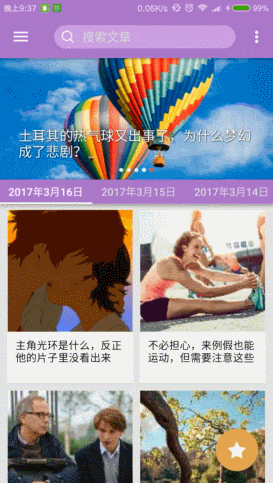 晚上9:37
0.06K/s
99%
搜索文章
土耳其的热气球又出事了，为什么梦幻
成了悲剧？
2017年3月16日
2017年3月15日
2017年3月14日
主角光环是什么，反正
他的片子里没看出来
不必担心，来例假也能
运动，但需要注意这些